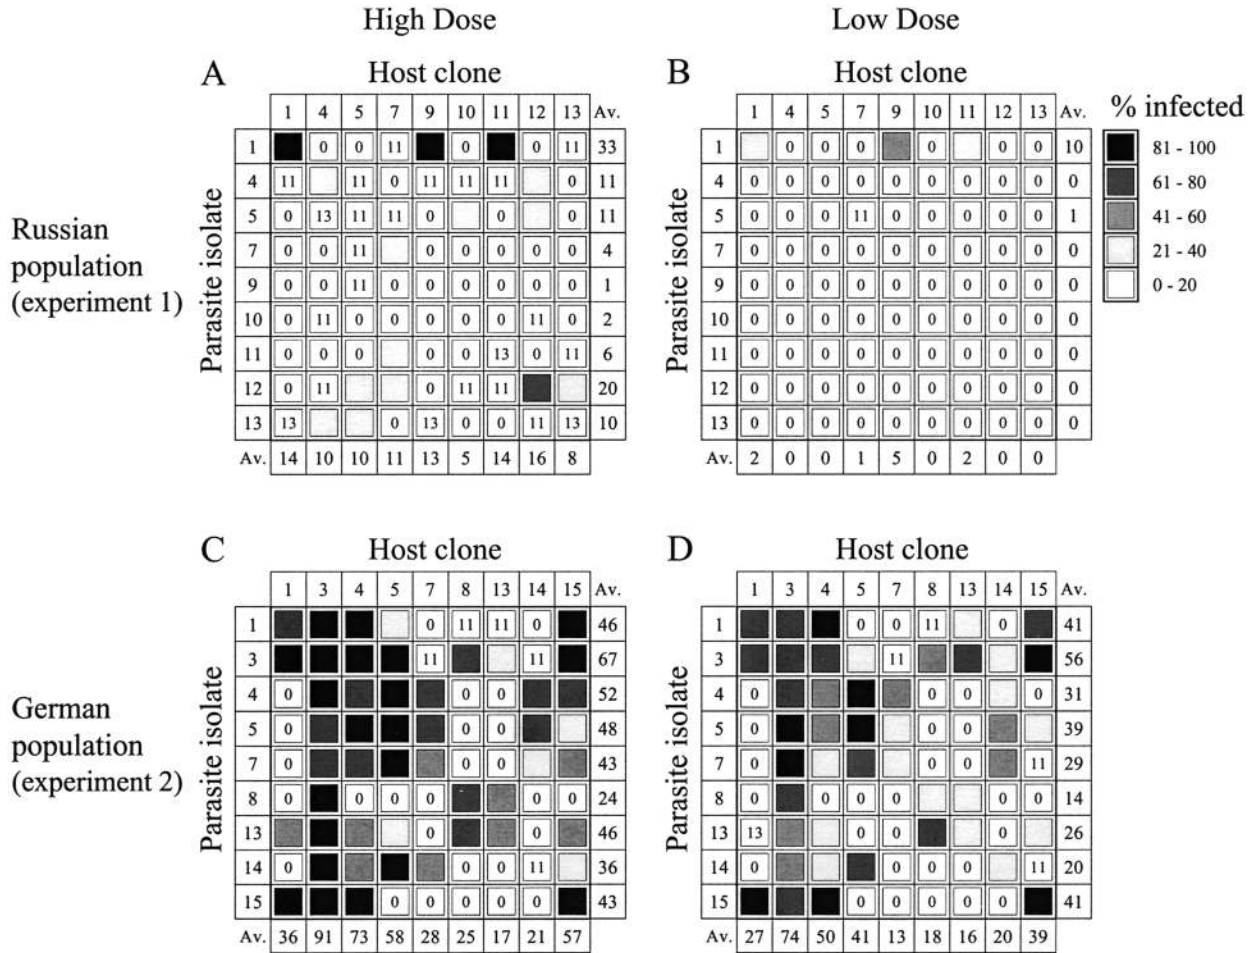 High Dose
Low Dose
A
Host clone
1 4 5 7 9 10 11 12 13 Av.
1 0 0 11 0 0 11 33
4 11 11 0 11 11 11 0 11
5 0 13 11 11 0 0 11
7 0 0 11 0 0 0 0 0 4
9 0 0 11 0 0 0 0 0 0 1
10 0 11 0 0 0 0 0 11 0 2
11 0 0 0 0 0 13 0 11 6
12 0 11 0 11 11 20
13 13 0 13 0 0 11 13 10
Av. 14 10 10 11 13 5 14 16 8
Parasite isolate
Russian
population
(experiment 1)
B
Host clone
1 4 5 7 9 10 11 12 13 Av.
1 0 0 0 0 0 0 10
4 0 0 0 0 0 0 0 0 0 0
5 0 0 0 11 0 0 0 0 0 1
7 0 0 0 0 0 0 0 0 0 0
9 0 0 0 0 0 0 0 0 0 0
10 0 0 0 0 0 0 0 0 0 0
11 0 0 0 0 0 0 0 0 0 0
12 0 0 0 0 0 0 0 0 0 0
13 0 0 0 0 0 0 0 0 0 0
Av. 2 0 0 1 5 0 2 0 0
Parasite isolate
% infected
81 - 100
61 - 80
41 - 60
21 - 40
0 - 20
C
Host clone
1 3 4 5 7 8 13 14 15 Av.
1 0 11 11 0 46
3 11 11 67
4 0 0 0 52
5 0 0 0 48
7 0 0 0 43
8 0 0 0 0 0 0 24
13 0 0 46
14 0 0 0 11 36
15 0 0 0 0 0 43
Av. 36 91 73 58 28 25 17 21 57
Parasite isolate
German
population
(experiment 2)
D
Host clone
1 3 4 5 7 8 13 14 15 Av.
1 0 0 11 0 41
3 11 56
4 0 0 0 0 31
5 0 0 0 39
7 0 0 0 11 29
8 0 0 0 0 0 0 14
13 13 0 0 0 26
14 0 0 0 0 11 20
15 0 0 0 0 0 41
Av. 27 74 50 41 13 18 16 20 39
Parasite isolate